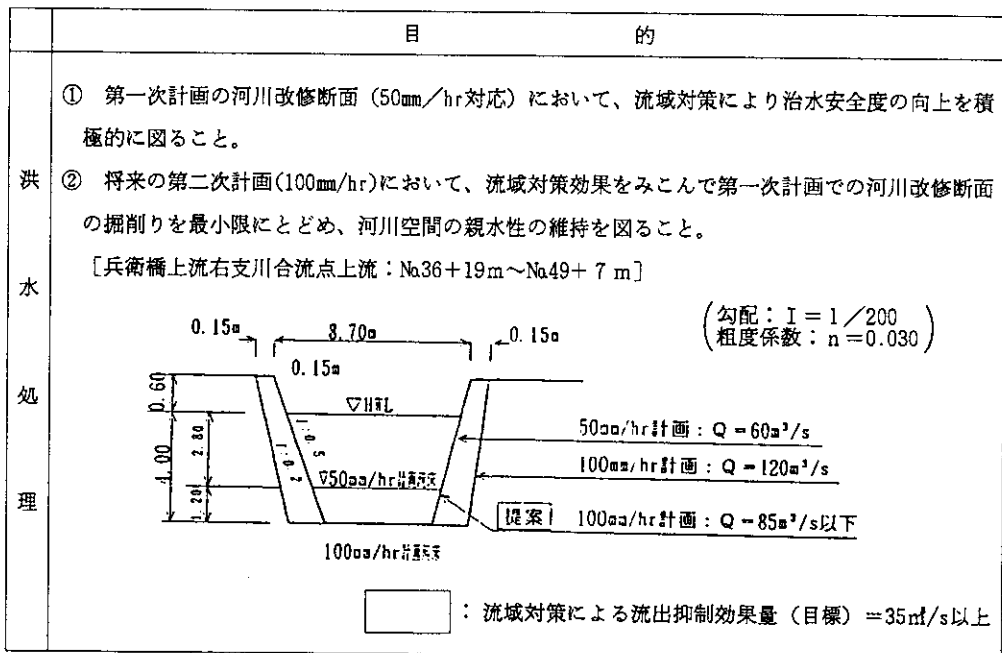 目　　　的
洪水処理
① 第一次計画の河川改修断面（50㎜／hr対応）において、流域対策により治水安全度の向上を積
極的に図ること。
② 将来の第二次計画(100㎜/hr)において、流域対策効果をみこんで第一次計画での河川改修断面
の掘削りを最小限にとどめ、河川空間の親水性の維持を図ること。
［兵衛橋上流右支川合流点上流：No.36＋19m～No.49＋7 m］
（勾配：I＝1／200
粗度係数：n＝0.030）
0.15m
8.70m
0.15m
0.15m
0.60
▽HWL
2.80
4.00
1:0.5
1:0.2
50mm/hr計画：Q＝60m³/s
100mm/hr計画：Q＝120m³/s
▽50mm/hr計画河床
1.20
提案！ 100mm/hr計画：Q＝85m³/s以下
100mm/hr計画河床
：流域対策による流出抑制効果量（目標）＝35㎥/s以上